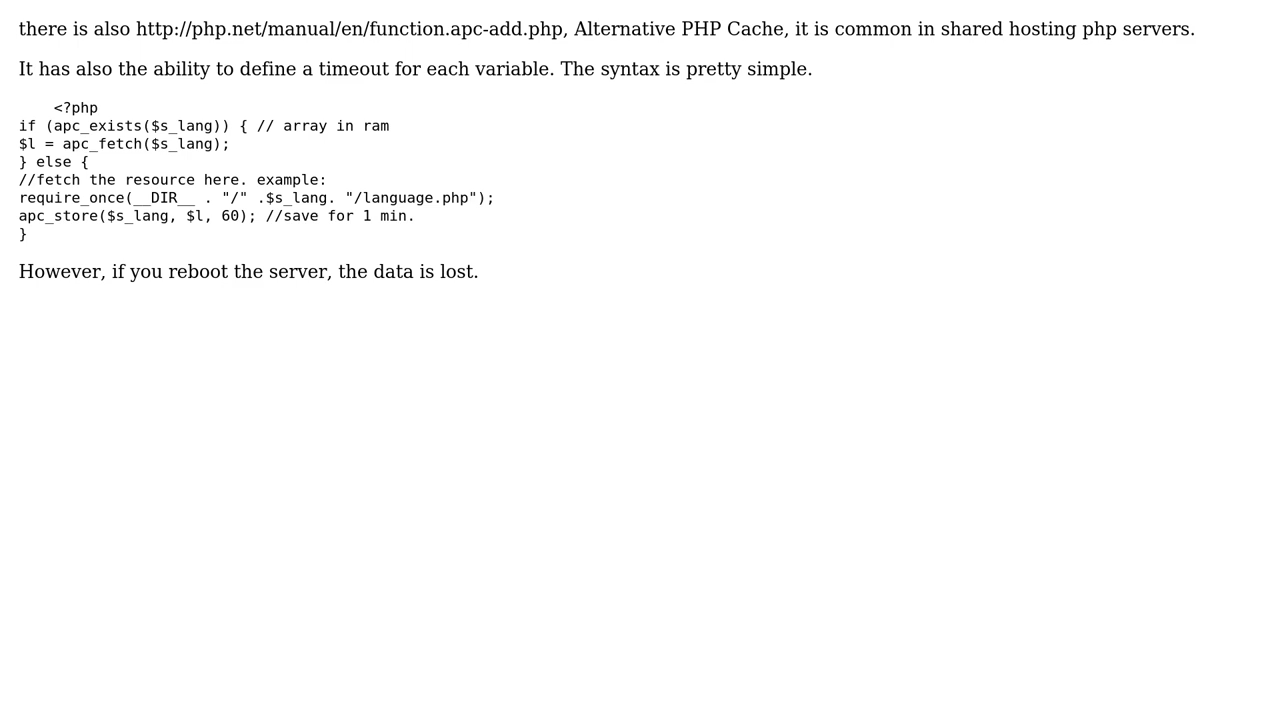 there is also http://php.net/manual/en/function.apc-add.php, Alternative PHP Cache, it is common in shared hosting php servers.
It has also the ability to define a timeout for each variable. The syntax is pretty simple.
    <?php
if (apc_exists($s_lang)) { // array in ram
$l = apc_fetch($s_lang);
} else {
//fetch the resource here. example:
require_once(__DIR__ . "/" .$s_lang. "/language.php");
apc_store($s_lang, $l, 60); //save for 1 min.
}
However, if you reboot the server, the data is lost.